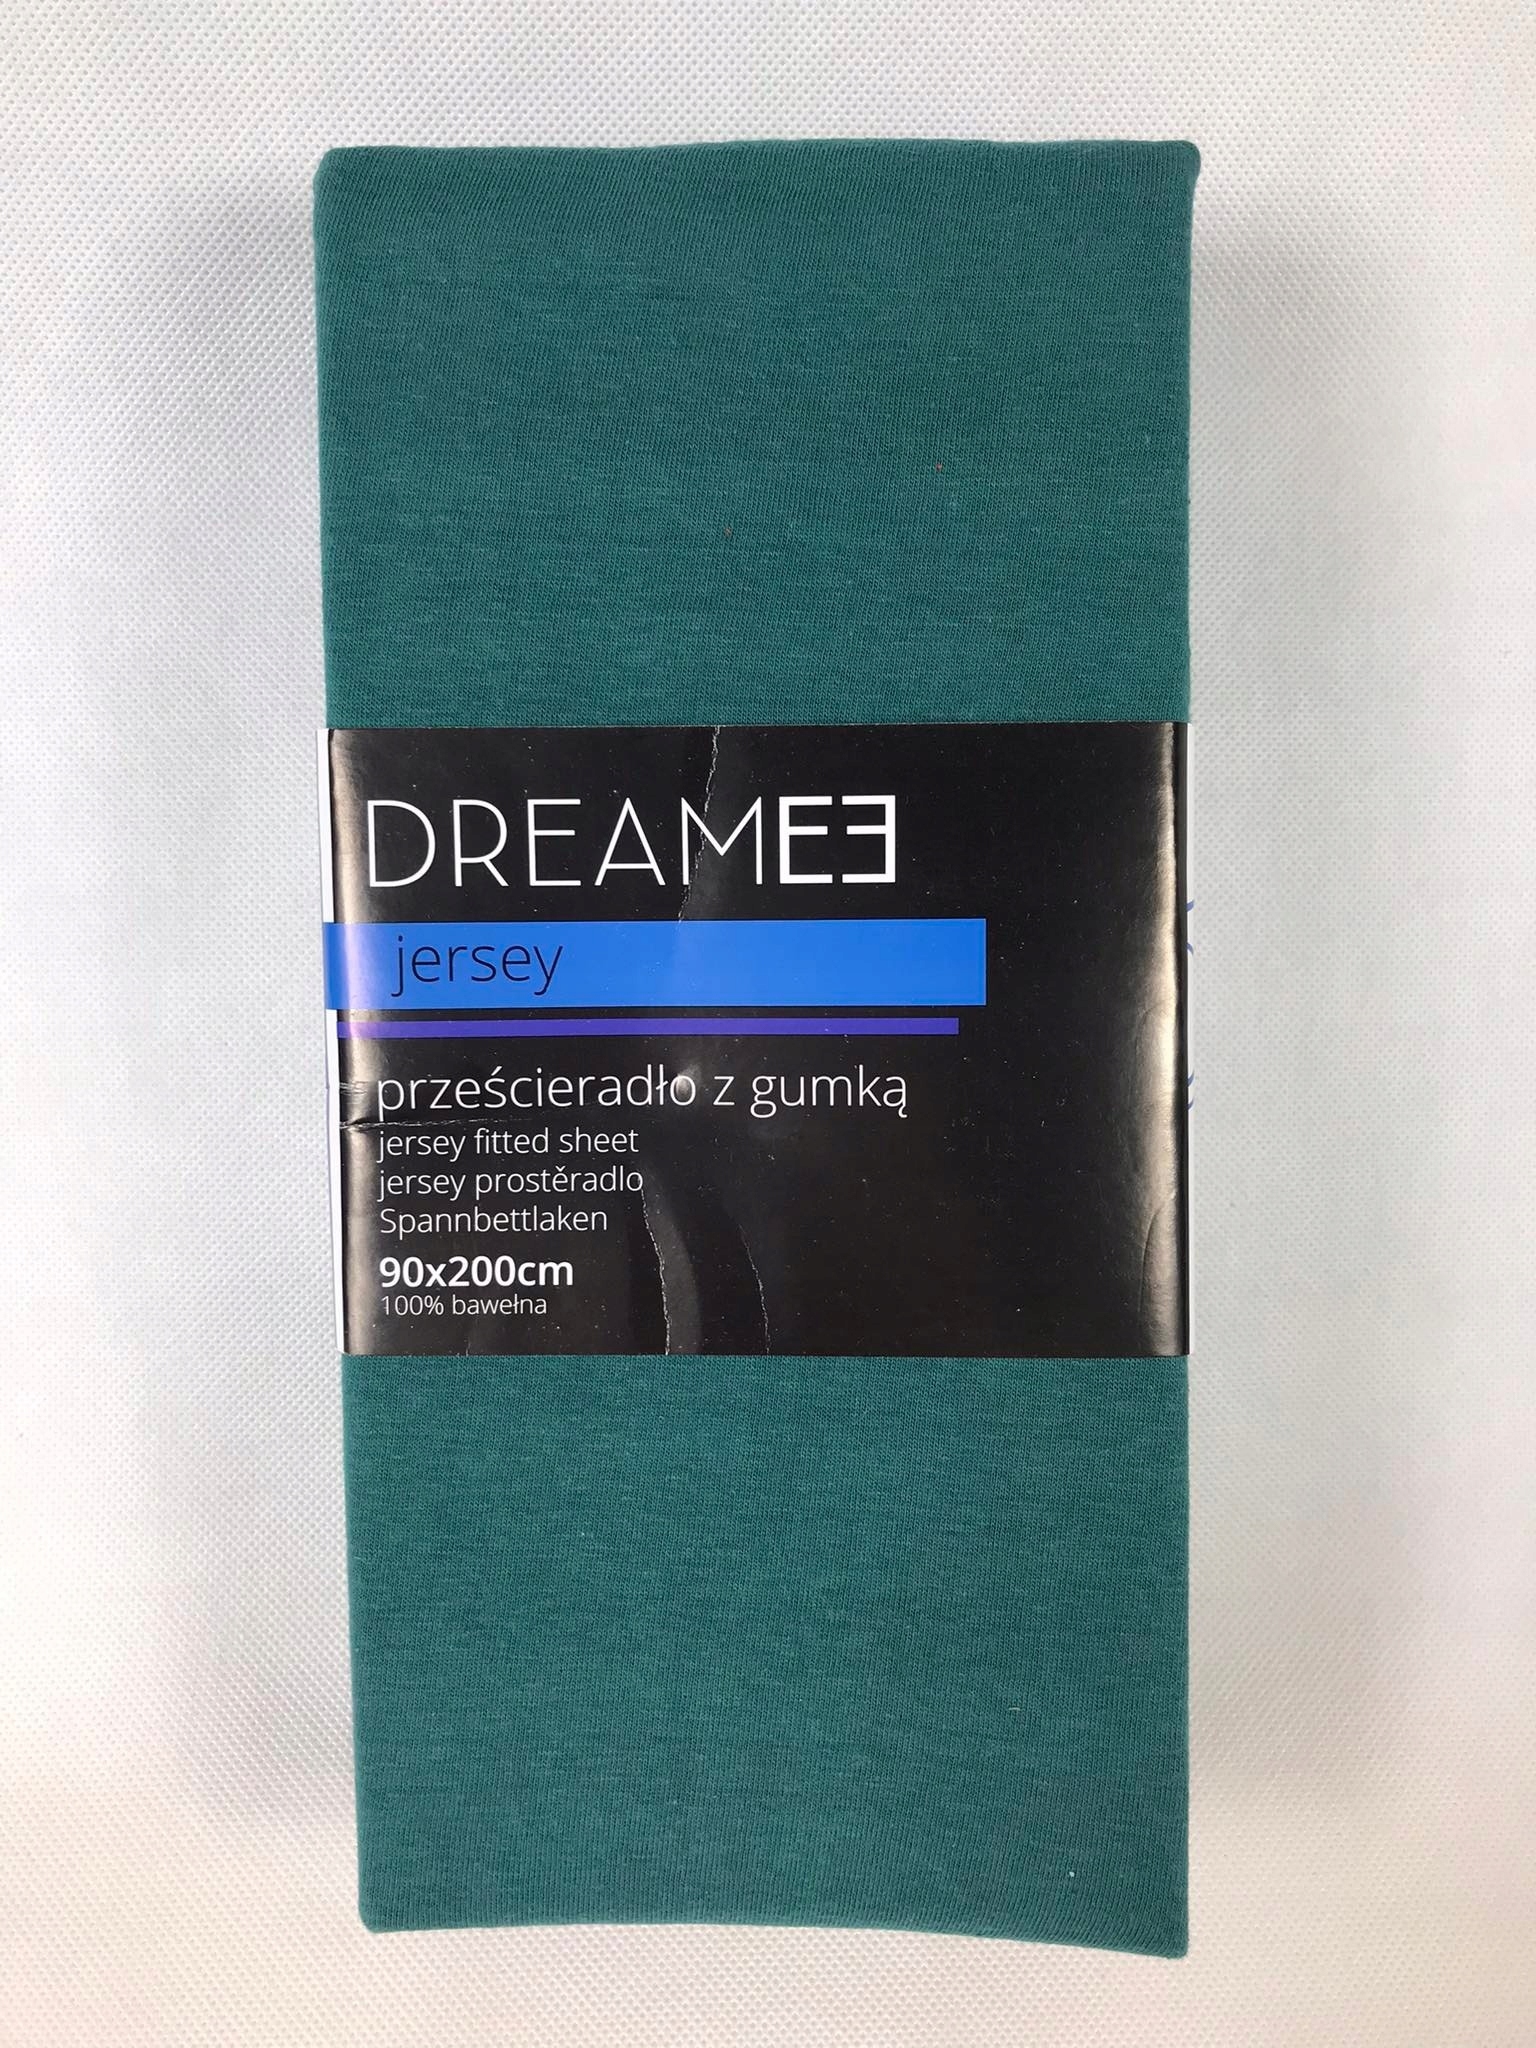 DREAMEE
jersey
prześcieradło z gumką
jersey fitted sheet
jersey prostěradlo
Spannbettlaken
90x200cm
100% bawełna